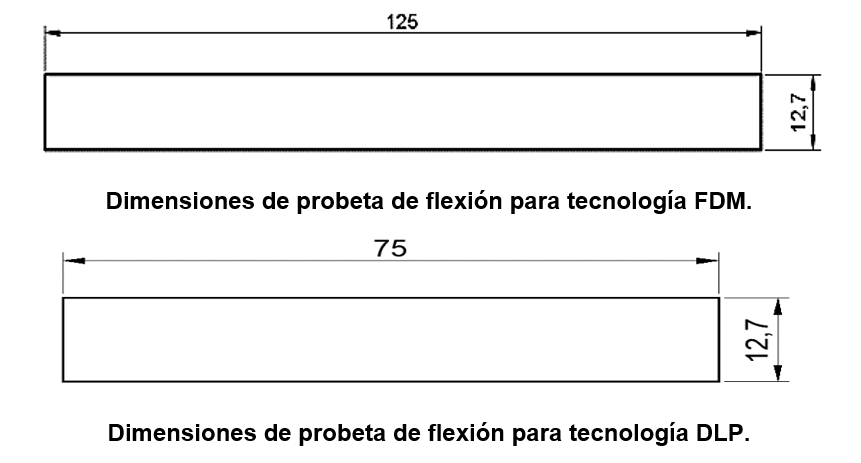 125
12,7
Dimensiones de probeta de flexión para tecnología FDM.
75
12,7
Dimensiones de probeta de flexión para tecnología DLP.